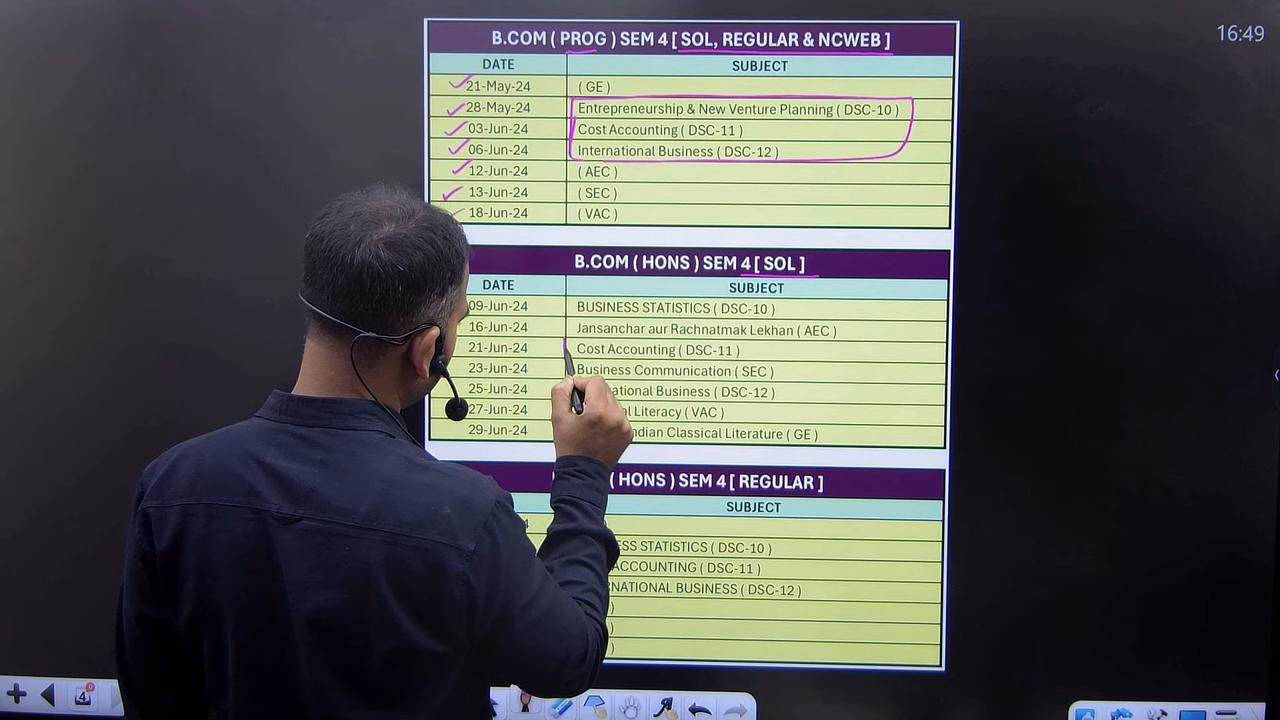 16:49
B.COM ( PROG ) SEM 4 [ SOL, REGULAR & NCWEB ]
DATE SUBJECT
21-May-24 ( GE )
28-May-24 Entrepreneurship & New Venture Planning ( DSC-10 )
03-Jun-24 Cost Accounting ( DSC-11 )
06-Jun-24 International Business ( DSC-12 )
12-Jun-24 ( AEC )
13-Jun-24 ( SEC )
18-Jun-24 ( VAC )
B.COM ( HONS ) SEM 4 [ SOL ]
DATE SUBJECT
09-Jun-24 BUSINESS STATISTICS ( DSC-10 )
16-Jun-24 Jansanchar aur Rachnatmak Lekhan ( AEC )
21-Jun-24 Cost Accounting ( DSC-11 )
23-Jun-24 Business Communication ( SEC )
25-Jun-24 Business ( DSC-12 )
27-Jun-24 Literacy ( VAC )
29-Jun-24 Classical Literature ( GE )
( HONS ) SEM 4 [ REGULAR ]
SUBJECT
STATISTICS ( DSC-10 )
ACCOUNTING ( DSC-11 )
BUSINESS ( DSC-12 )
4